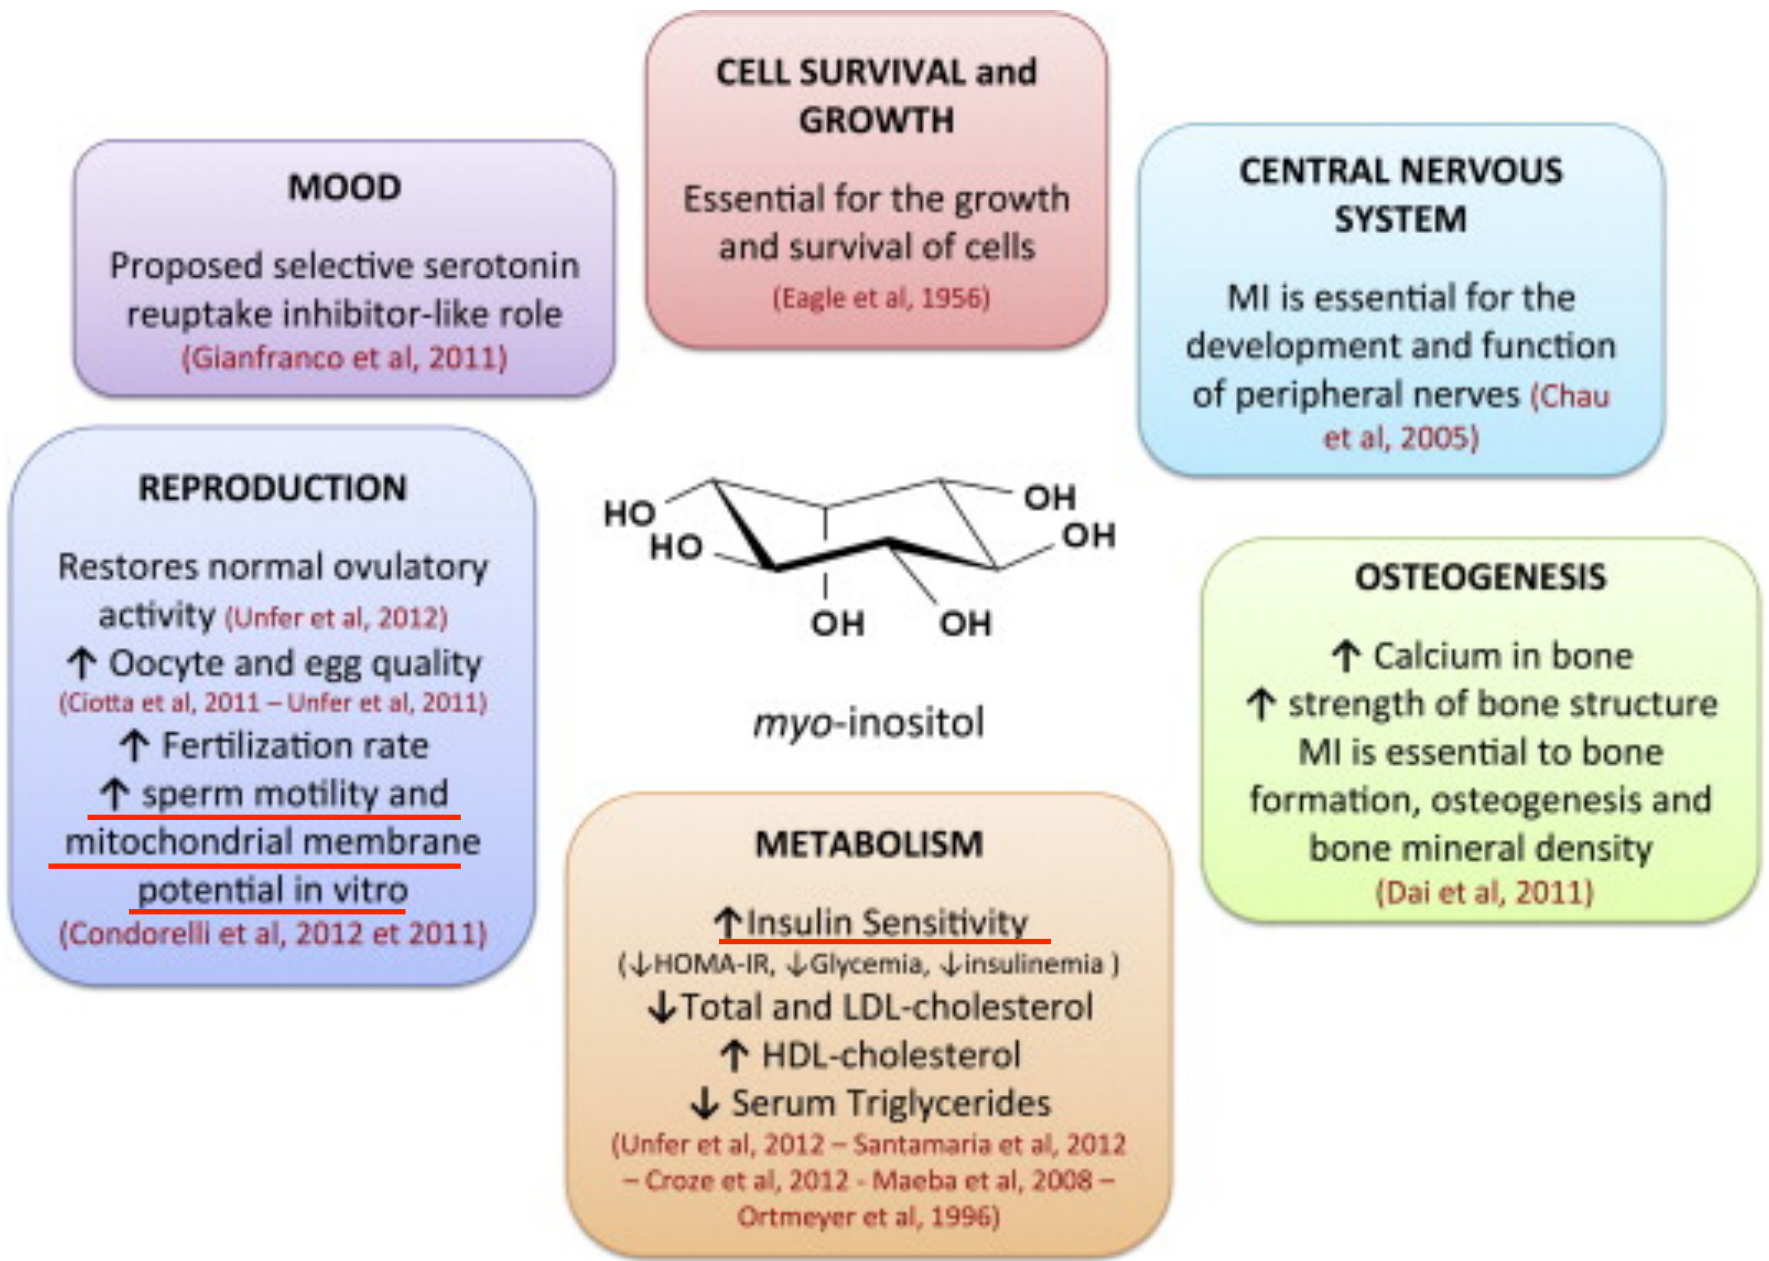 CELL SURVIVAL and
GROWTH
Essential for the growth
and survival of cells
(Eagle et al, 1956)
MOOD
Proposed selective serotonin
reuptake inhibitor-like role
(Gianfranco et al, 2011)
CENTRAL NERVOUS
SYSTEM
MI is essential for the
development and function
of peripheral nerves (Chau
et al, 2005)
REPRODUCTION
Restores normal ovulatory
activity (Unfer et al, 2012)
↑ Oocyte and egg quality
(Ciotta et al, 2011 – Unfer et al, 2011)
↑ Fertilization rate
↑ sperm motility and
mitochondrial membrane
potential in vitro
(Condorelli et al, 2012 et 2011)
HO
HO
OH
OH
OH
OH
myo-inositol
OSTEOGENESIS
↑ Calcium in bone
↑ strength of bone structure
MI is essential to bone
formation, osteogenesis and
bone mineral density
(Dai et al, 2011)
METABOLISM
↑Insulin Sensitivity
(↓HOMA-IR, ↓Glycemia, ↓insulinemia )
↓Total and LDL-cholesterol
↑ HDL-cholesterol
↓ Serum Triglycerides
(Unfer et al, 2012 – Santamaria et al, 2012
– Croze et al, 2012 - Maeba et al, 2008 –
Ortmeyer et al, 1996)